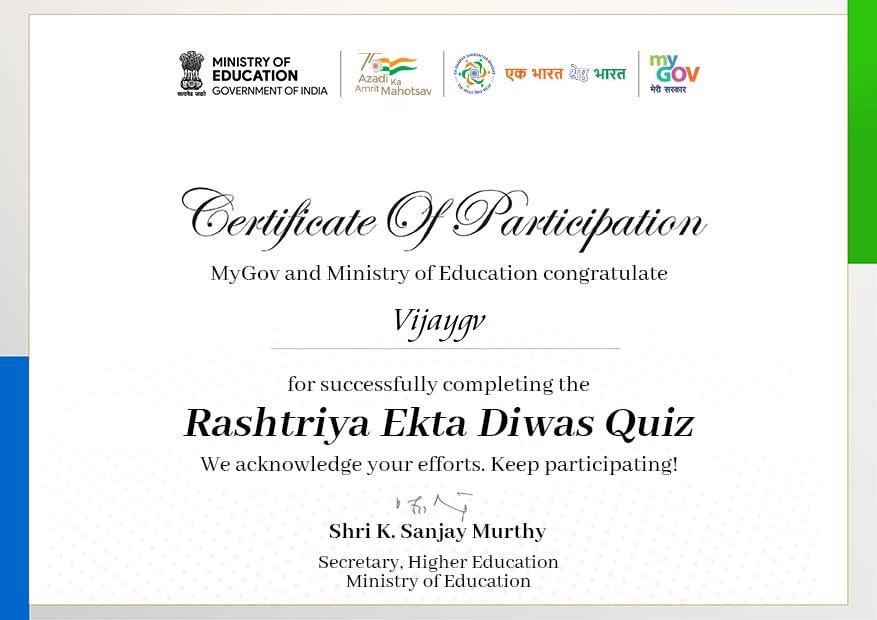 सत्यमेव जयते
MINISTRY OF
EDUCATION
GOVERNMENT OF INDIA
75
Azadi Ka
Amrit Mahotsav
एक भारत श्रेष्ठ भारत
my
GOV
मेरी सरकार
Certificate Of Participation
MyGov and Ministry of Education congratulate
Vijaygv
for successfully completing the
Rashtriya Ekta Diwas Quiz
We acknowledge your efforts. Keep participating!
Shri K. Sanjay Murthy
Secretary, Higher Education
Ministry of Education